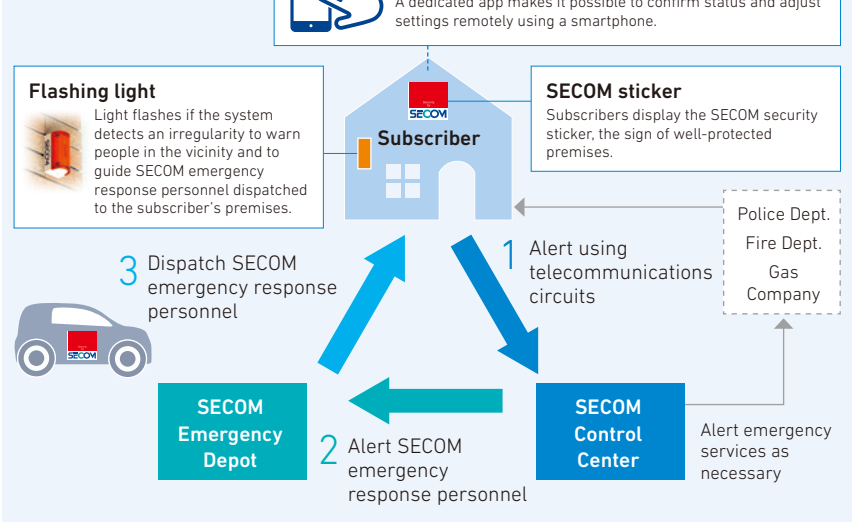 A dedicated app makes it possible to confirm status and adjust
settings remotely using a smartphone.
Flashing light
Light flashes if the system
detects an irregularity to warn
people in the vicinity and to
guide SECOM emergency
response personnel dispatched
to the subscriber’s premises.
SECOM
SECOM
Subscriber
SECOM sticker
Subscribers display the SECOM security
sticker, the sign of well-protected
premises.
Police Dept.
Fire Dept.
Gas
Company
1 Alert using
telecommunications
circuits
3 Dispatch SECOM
emergency response
personnel
SECOM
SECOM
Emergency
Depot
2 Alert SECOM
emergency
response personnel
SECOM
Control
Center
Alert emergency
services as
necessary